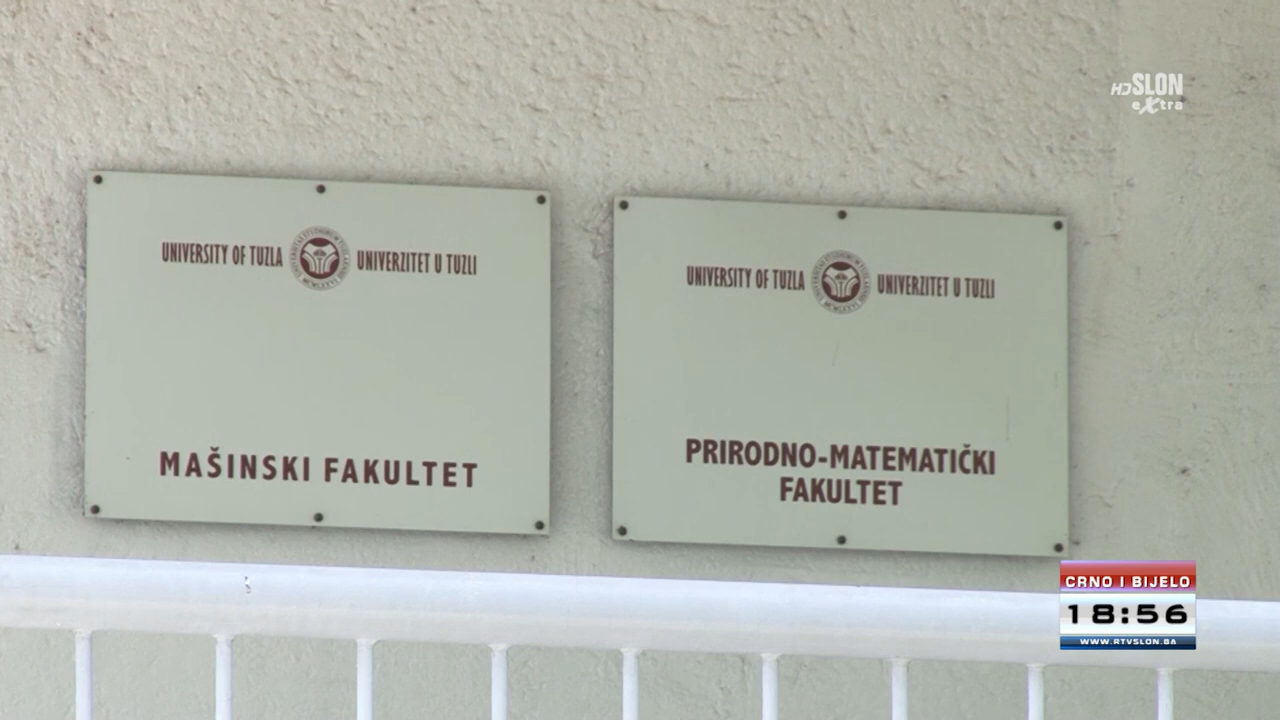 HD SLON
eXtra
UNIVERSITY OF TUZLA UNIVERZITET U TUZLI
MAŠINSKI FAKULTET
UNIVERSITY OF TUZLA UNIVERZITET U TUZLI
PRIRODNO-MATEMATIČKI
FAKULTET
CRNO I BIJELO
18:56
WWW.RTVSLON.BA